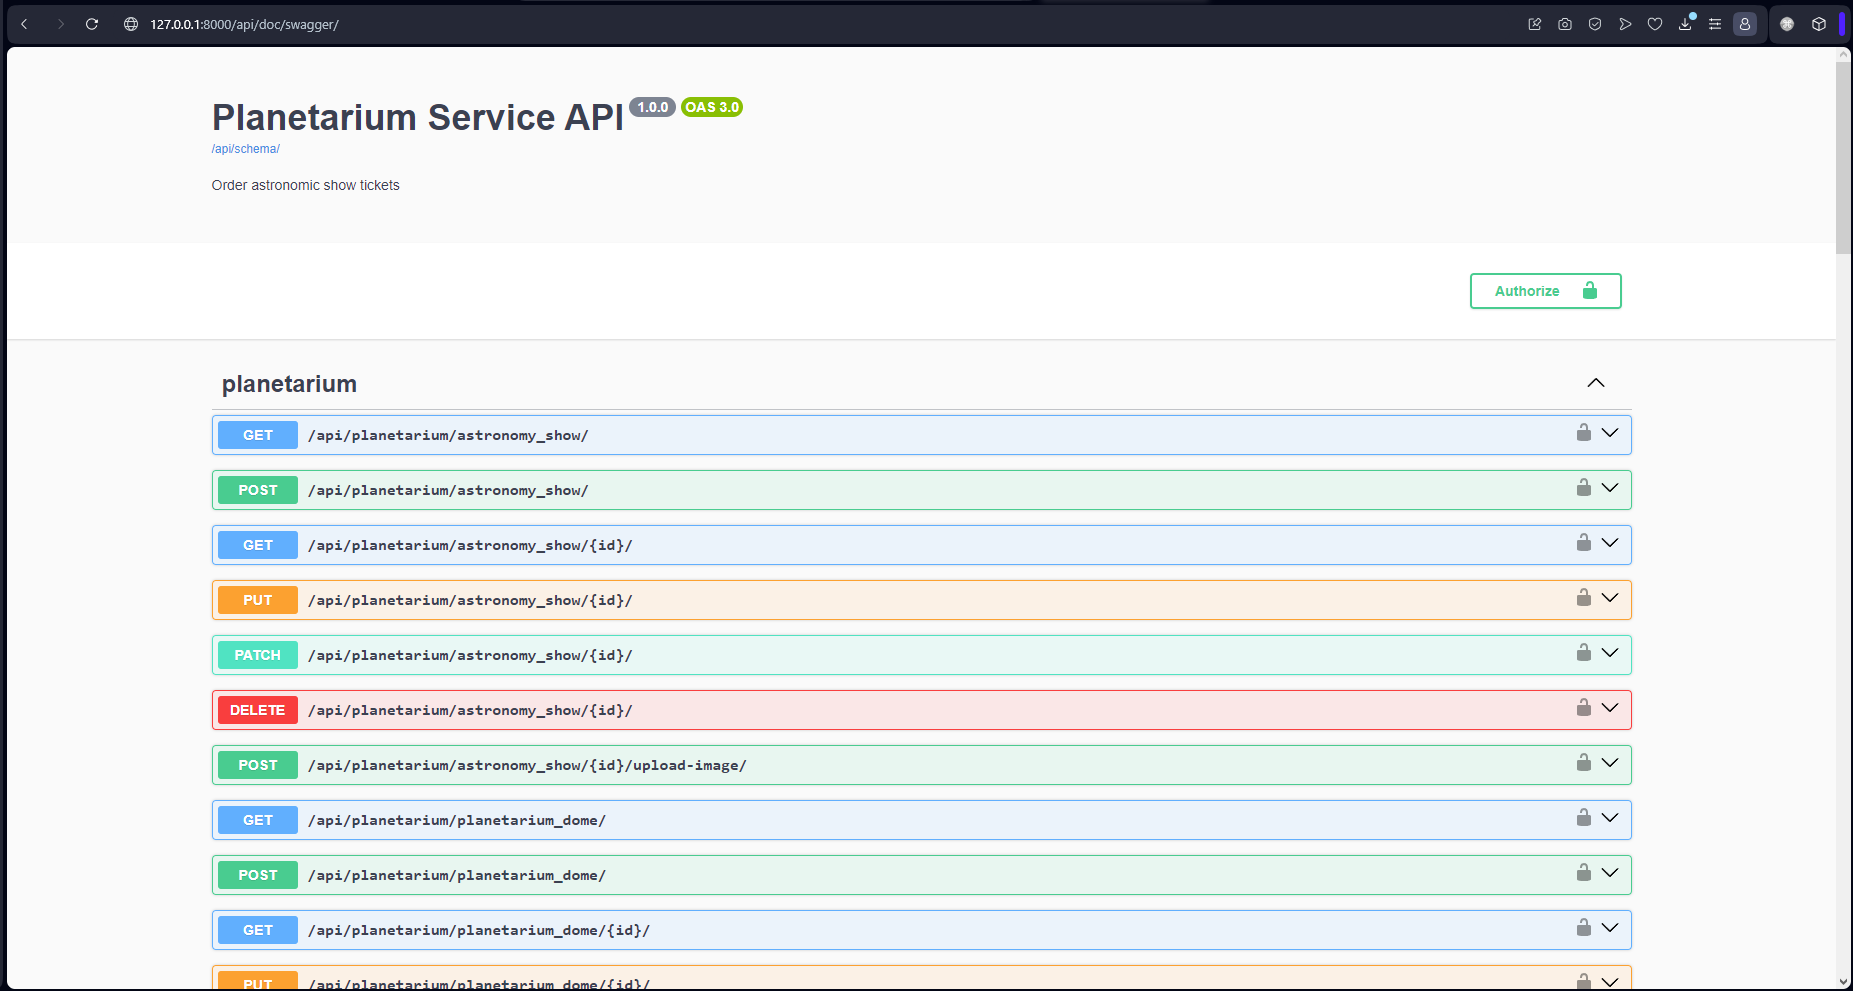 127.0.0.1:8000/api/doc/swagger/
Planetarium Service API 1.0.0 OAS 3.0
/api/schema/
Order astronomic show tickets
Authorize
planetarium
GET /api/planetarium/astronomy_show/
POST /api/planetarium/astronomy_show/
GET /api/planetarium/astronomy_show/{id}/
PUT /api/planetarium/astronomy_show/{id}/
PATCH /api/planetarium/astronomy_show/{id}/
DELETE /api/planetarium/astronomy_show/{id}/
POST /api/planetarium/astronomy_show/{id}/upload-image/
GET /api/planetarium/planetarium_dome/
POST /api/planetarium/planetarium_dome/
GET /api/planetarium/planetarium_dome/{id}/
PUT /api/planetarium/planetarium_dome/{id}/